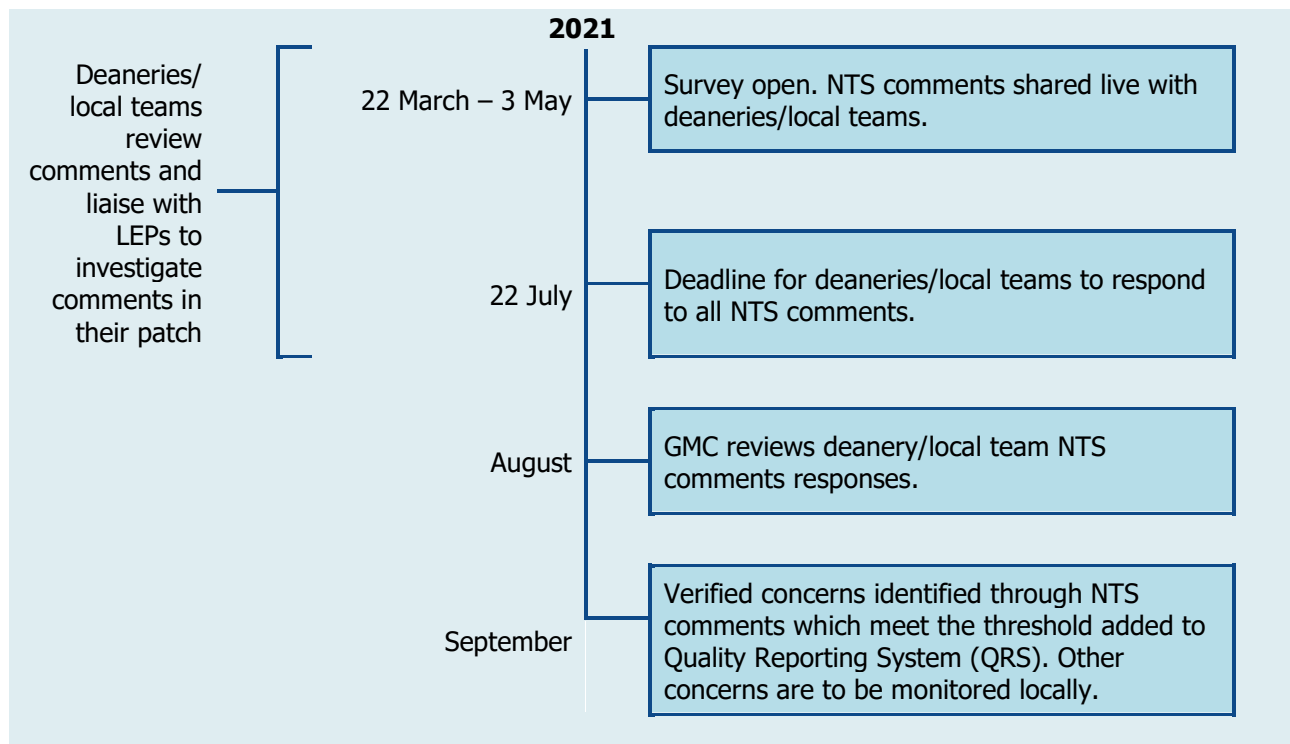 2021
Deaneries/
local teams
review
comments and
liaise with
LEPs to
investigate
comments in
their patch
22 March – 3 May
Survey open. NTS comments shared live with
deaneries/local teams.
22 July
Deadline for deaneries/local teams to respond
to all NTS comments.
August
GMC reviews deanery/local team NTS
comments responses.
September
Verified concerns identified through NTS
comments which meet the threshold added to
Quality Reporting System (QRS). Other
concerns are to be monitored locally.